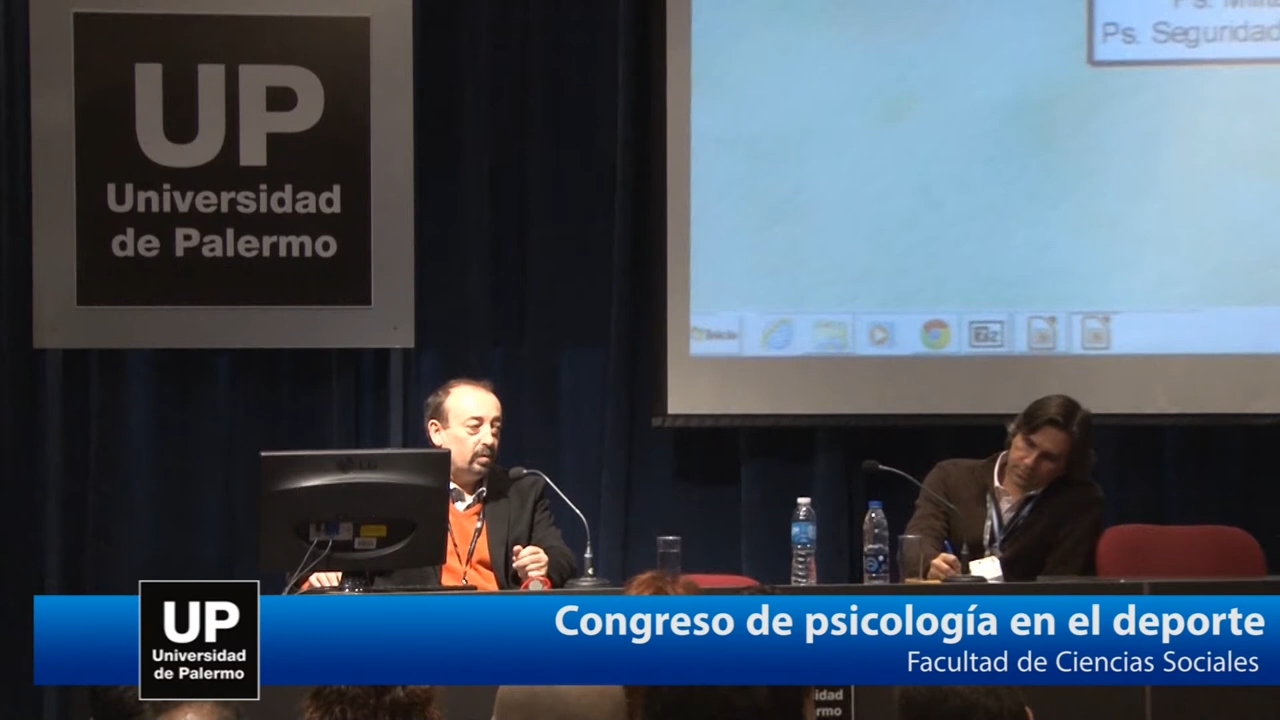 UP
Universidad
de Palermo
Ps. Seguridad
LG
Congreso de psicología en el deporte
Facultad de Ciencias Sociales
UP
Universidad
de Palermo